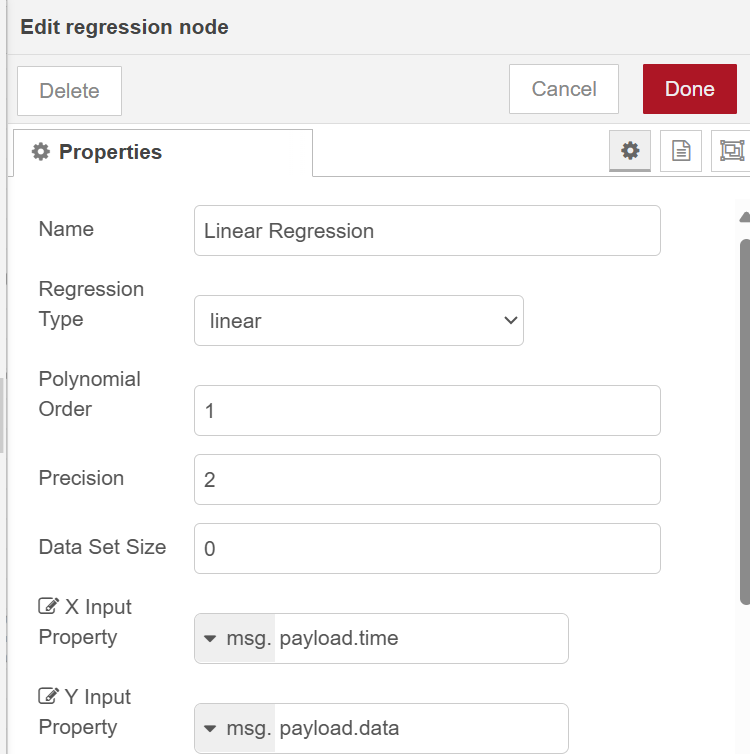 Edit regression node
Delete
Cancel
Done
Properties
Name
Linear Regression
Regression
Type
linear
Polynomial
Order
1
Precision
2
Data Set Size
0
X Input
Property
msg. payload.time
Y Input
Property
msg. payload.data